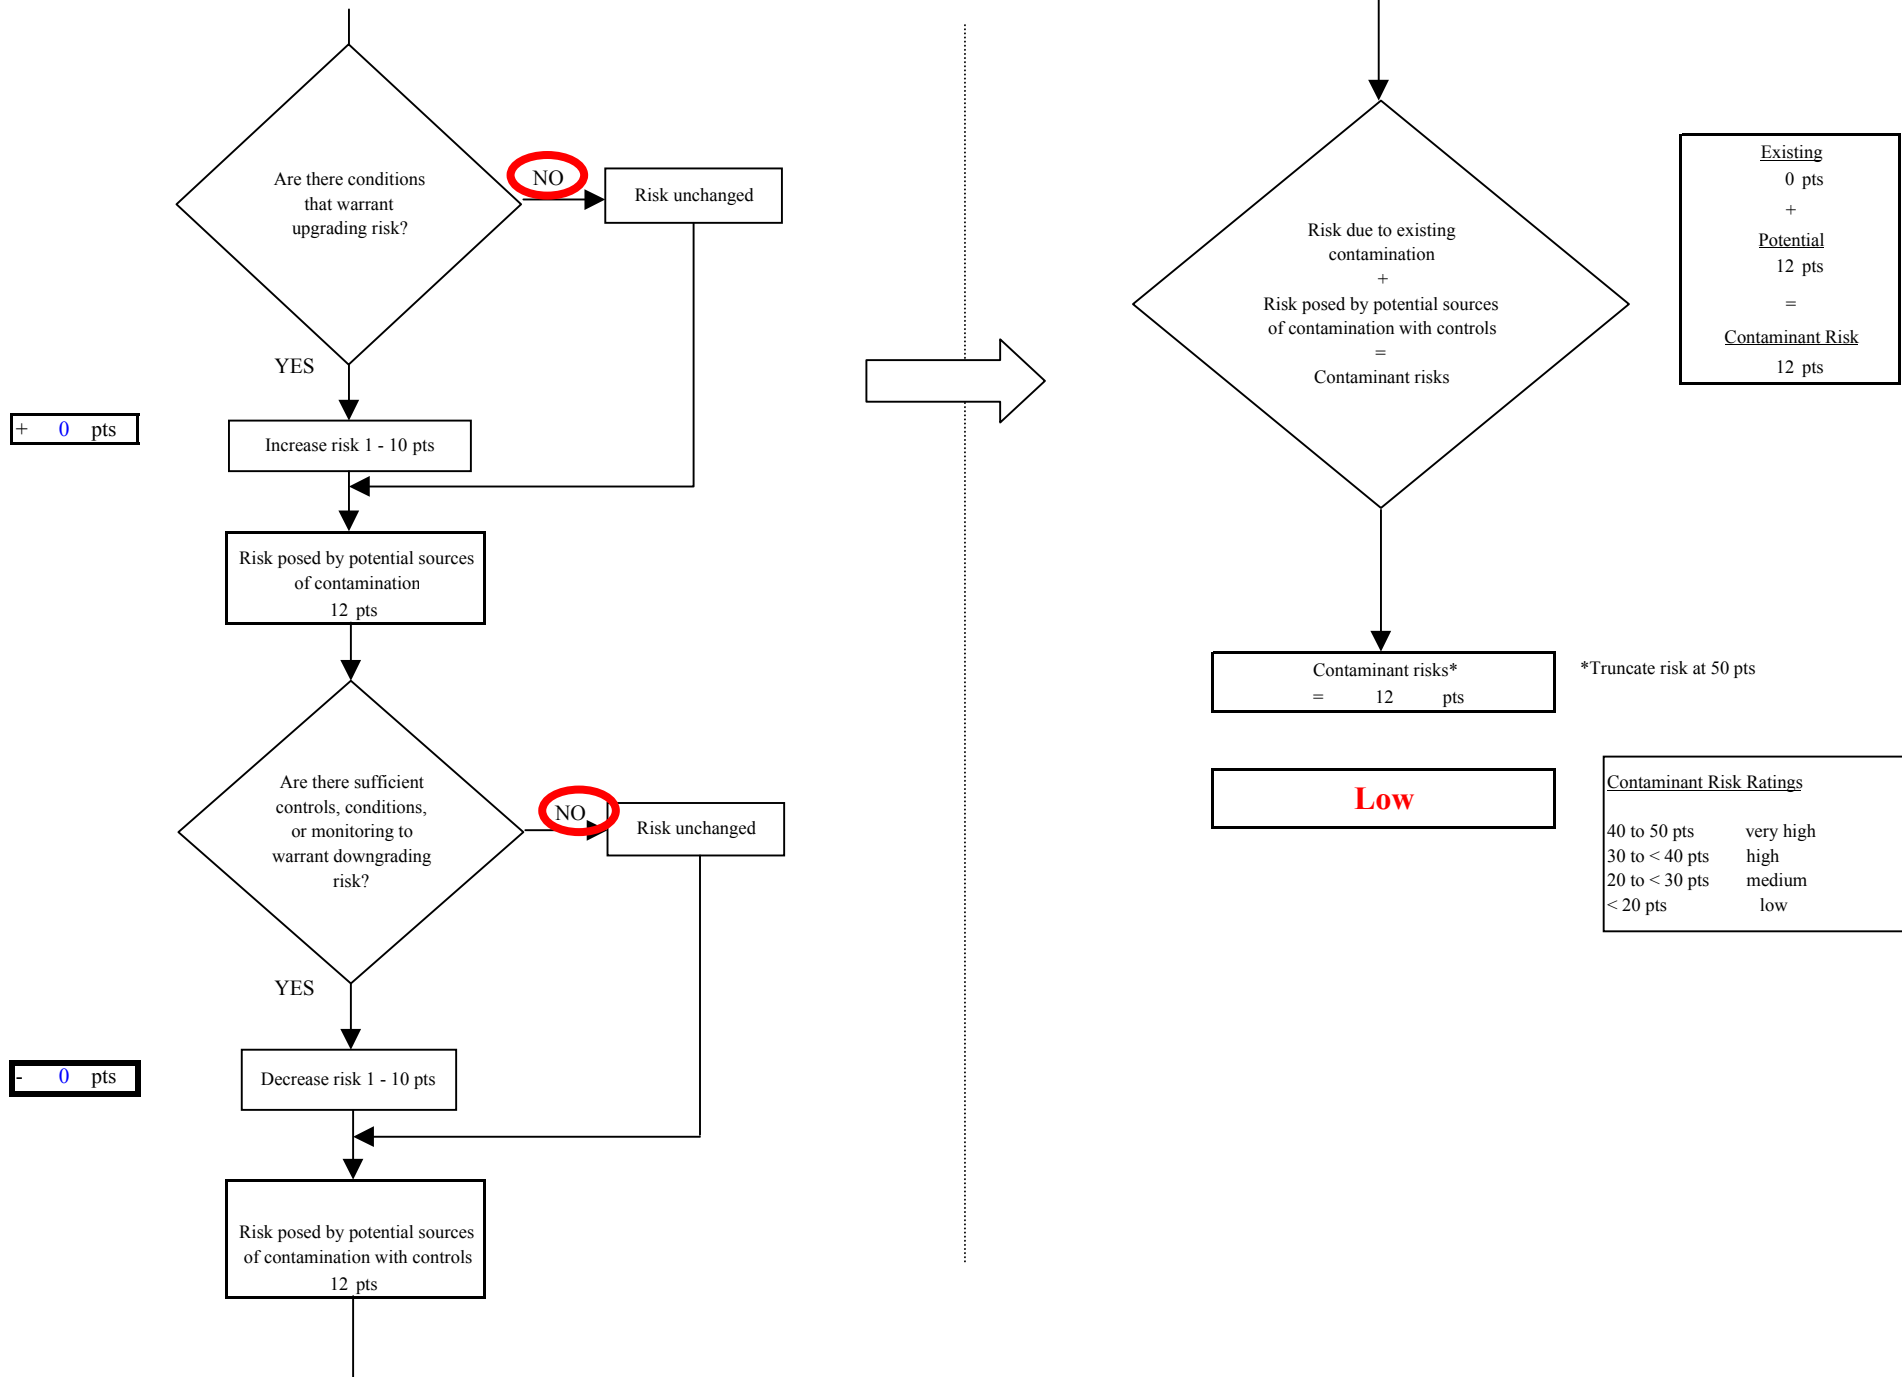 Are there conditions
that warrant
upgrading risk?
NO
Risk unchanged
YES
+ 0 pts
Increase risk 1 - 10 pts
Risk posed by potential sources
of contamination
12 pts
Are there sufficient
controls, conditions,
or monitoring to
warrant downgrading
risk?
NO
Risk unchanged
YES
- 0 pts
Decrease risk 1 - 10 pts
Risk posed by potential sources
of contamination with controls
12 pts
Risk due to existing
contamination
+
Risk posed by potential sources
of contamination with controls
=
Contaminant risks
Existing
0 pts
+
Potential
12 pts
=
Contaminant Risk
12 pts
Contaminant risks*
= 12 pts
*Truncate risk at 50 pts
Low
Contaminant Risk Ratings
40 to 50 pts very high
30 to < 40 pts high
20 to < 30 pts medium
< 20 pts low